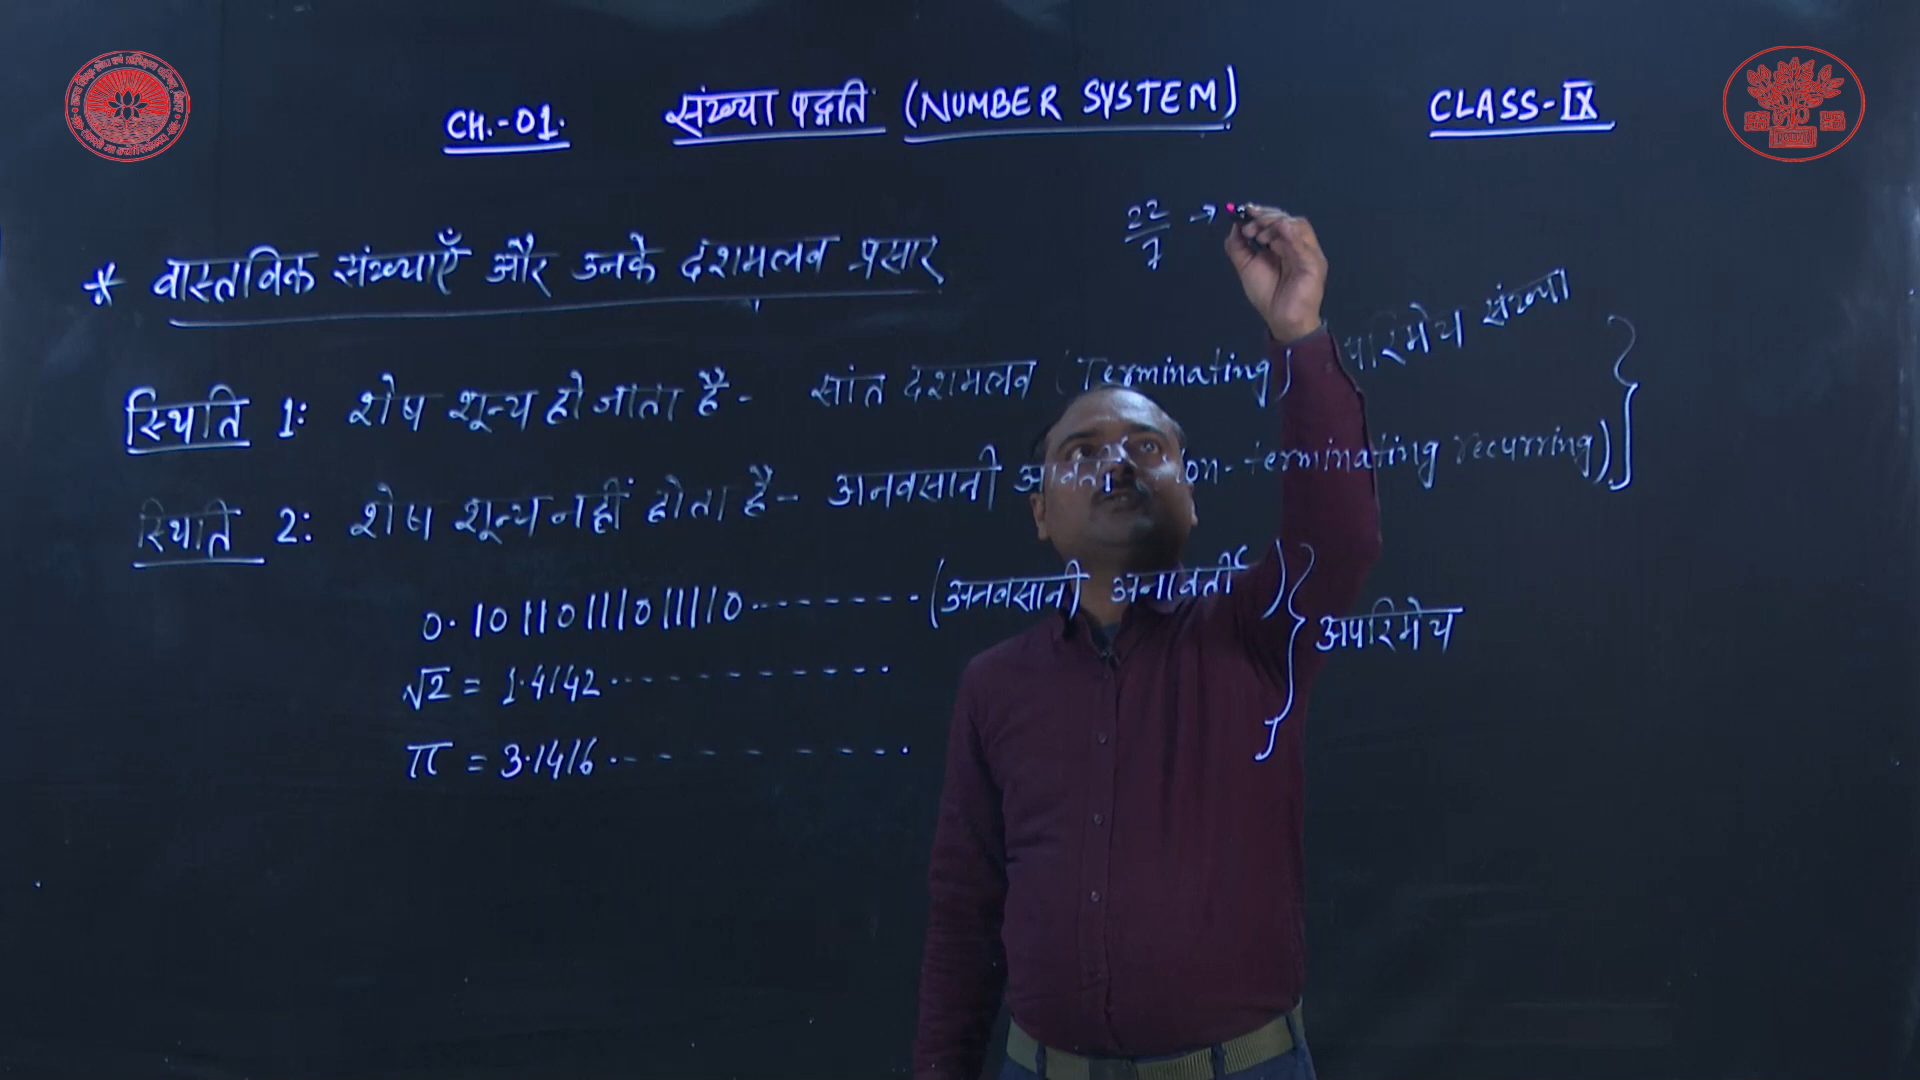 CH.-01. संख्या पद्धति (NUMBER SYSTEM) CLASS-IX
22/7 →
* वास्तविक संख्याएँ और उनके दशमलव प्रसार
स्थिति 1: शेष शून्य हो जाता है - सांत दशमलव (Terminating) परिमेय संख्या
स्थिति 2: शेष शून्य नहीं होता है - अनवसानी non-terminating recurring)
0.101101110111110.......... (अनवसानी अनावर्ती)
√2 = 1.4142.......... अपरिमेय
π = 3.1416..........